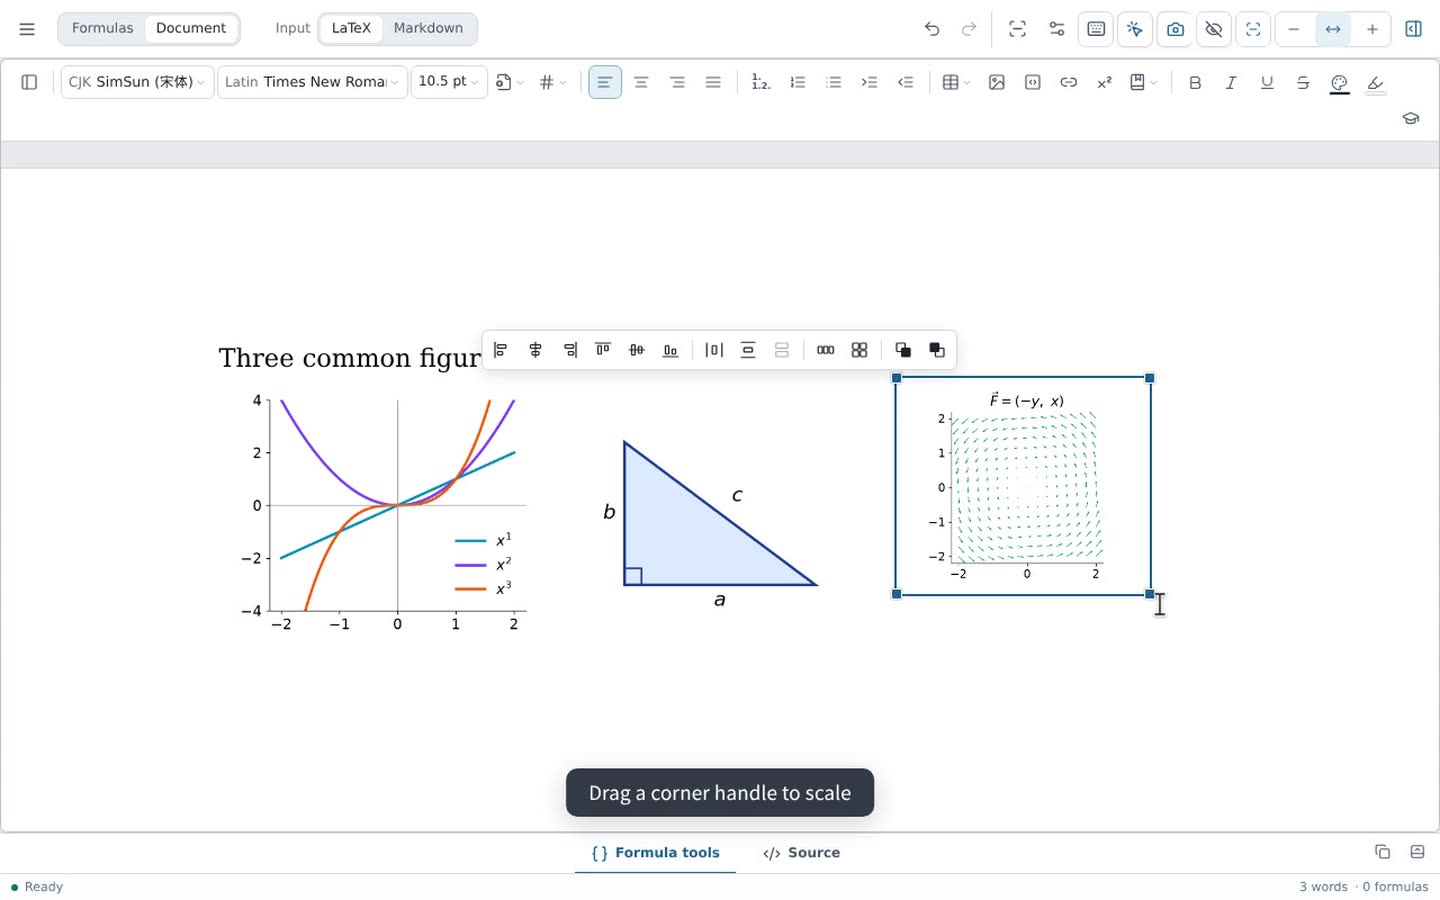 Formulas Document Input LaTeX Markdown
CJK SimSun (宋体) Latin Times New Roma 10.5 pt
Three common figur
4
2
0
−2
−4
−2 −1 0 1 2
x¹
x²
x³
b
c
a
F⃗ = (−y, x)
2
1
0
−1
−2
−2 0 2
Drag a corner handle to scale
{} Formula tools </> Source
Ready 3 words · 0 formulas